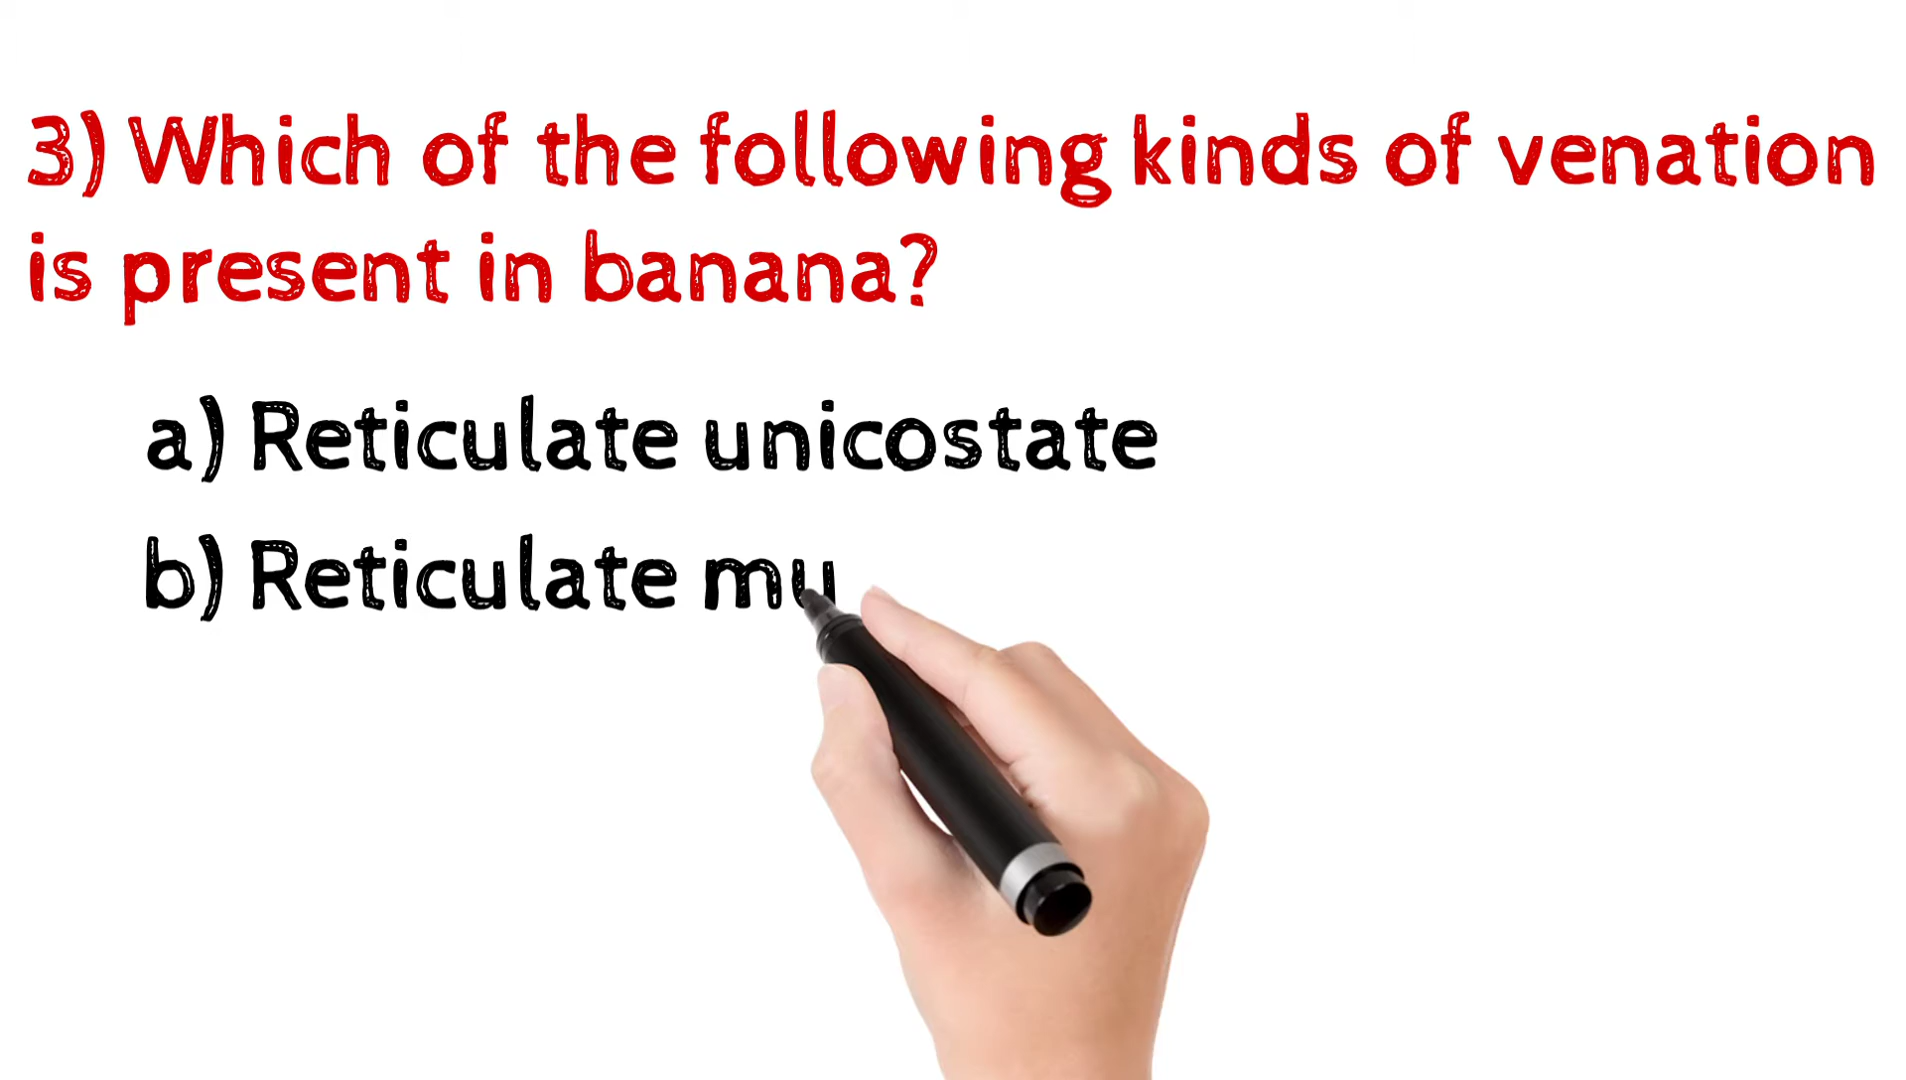 3) Which of the following kinds of venation
is present in banana?
a) Reticulate unicostate
b) Reticulate mu